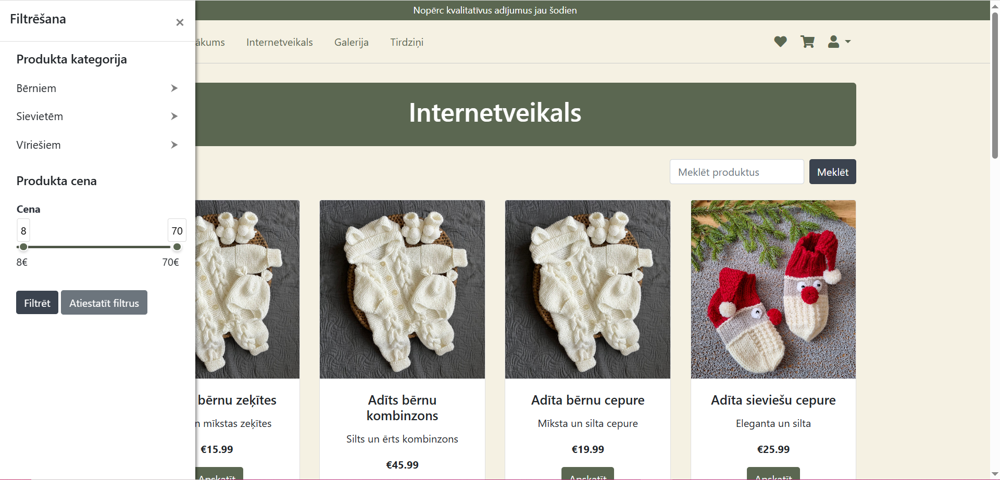 Nopērc kvalitatīvus adījumus jau šodien
Filtrēšana
×
ākums Internetveikals Galerija Tirdziņi
Produkta kategorija
Bērniem
Sievietēm
Vīriešiem
Produkta cena
Cena
8 70
8€ 70€
Filtrēt Atiestatīt filtrus
Internetveikals
Meklēt produktus Meklēt
bērnu zeķītes
n mīkstas zeķītes
€15.99
Apskatīt
Adīts bērnu
kombinzons
Silts un ērts kombinzons
€45.99
Adīta bērnu cepure
Mīksta un silta cepure
€19.99
Apskatīt
Adīta sieviešu cepure
Eleganta un silta
€25.99
Apskatīt